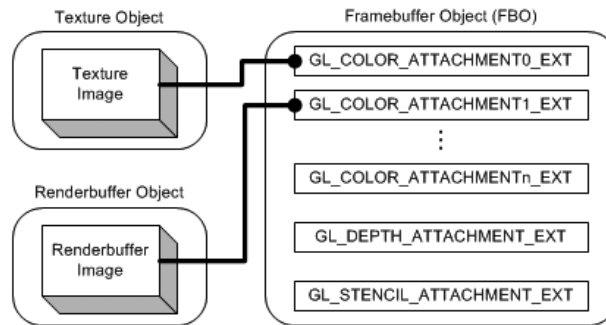 Texture Object
Framebuffer Object (FBO)
Texture
Image
GL_COLOR_ATTACHMENT0_EXT
GL_COLOR_ATTACHMENT1_EXT
⋮
GL_COLOR_ATTACHMENTn_EXT
Renderbuffer Object
Renderbuffer
Image
GL_DEPTH_ATTACHMENT_EXT
GL_STENCIL_ATTACHMENT_EXT